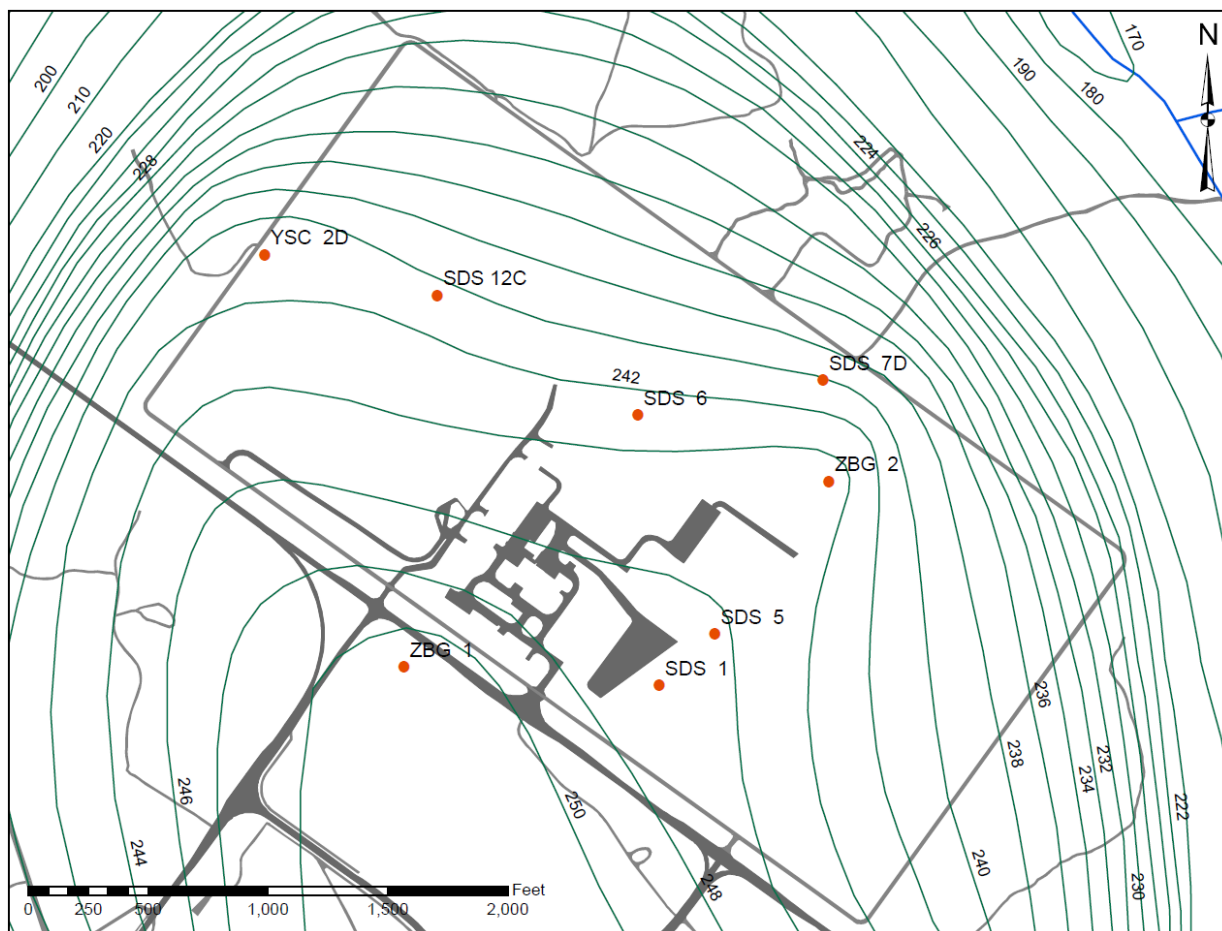 170
N
190
200
180
210
220
224
228
226
YSC 2D
SDS 12C
SDS 7D
242
SDS 6
ZBG 2
SDS 5
ZBG 1
SDS 1
236
238
232
246
250
234
222
244
240
248
230
0 250 500 1,000 1,500 2,000 Feet